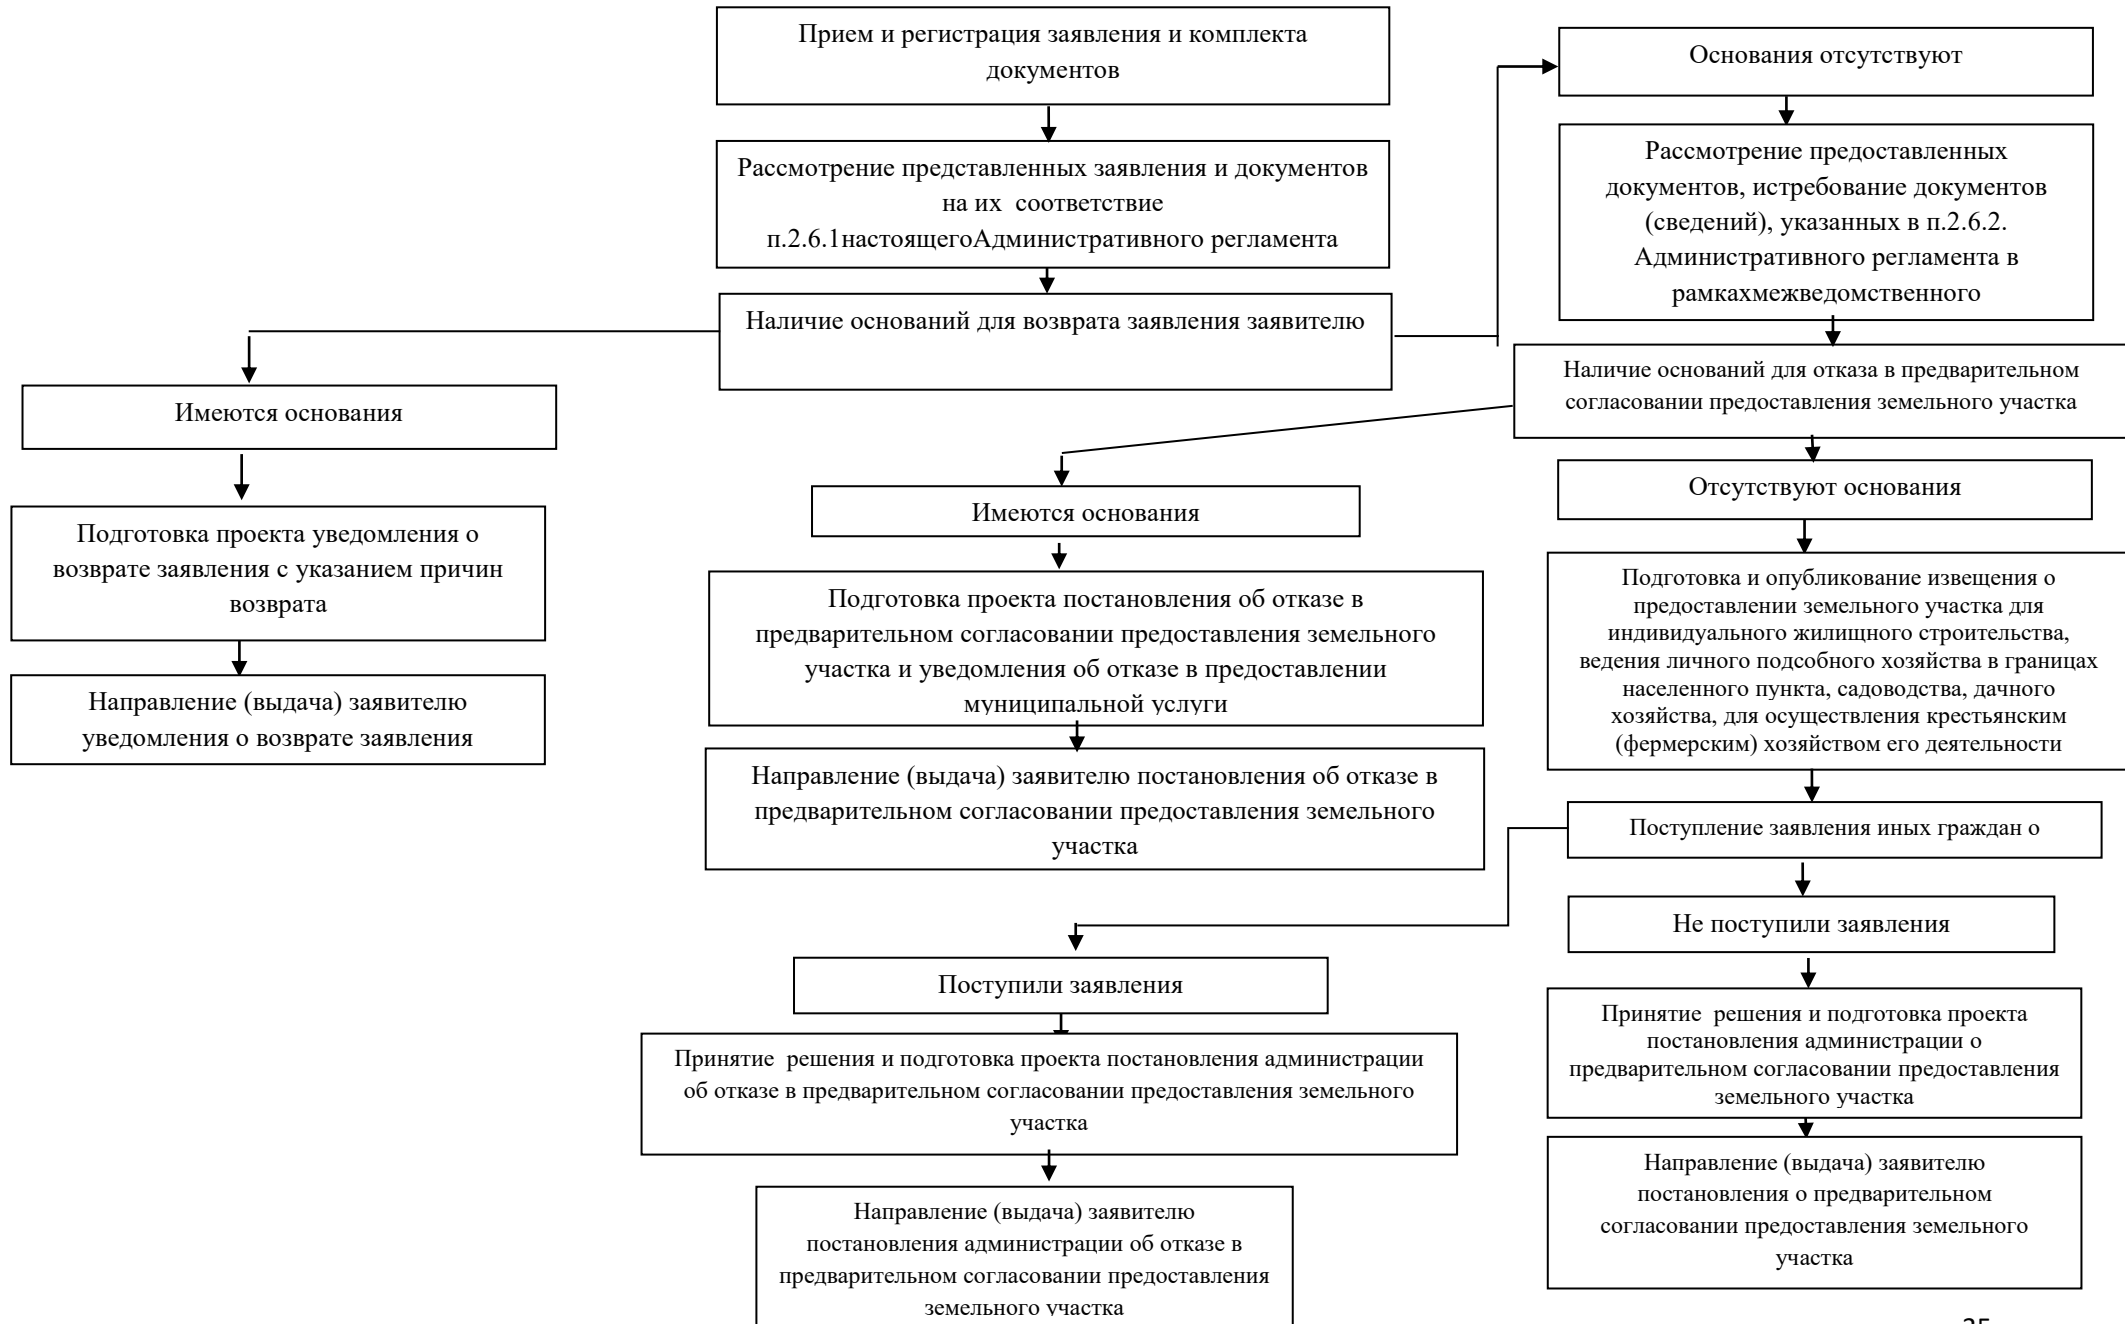 Прием и регистрация заявления и комплекта
документов
Рассмотрение представленных заявления и документов
на их соответствие
п.2.6.1настоящегоАдминистративного регламента
Наличие оснований для возврата заявления заявителю
Имеются основания
Подготовка проекта уведомления о
возврате заявления с указанием причин
возврата
Направление (выдача) заявителю
уведомления о возврате заявления
Основания отсутствуют
Рассмотрение предоставленных
документов, истребование документов
(сведений), указанных в п.2.6.2.
Административного регламента в
рамкахмежведомственного
Наличие оснований для отказа в предварительном
согласовании предоставления земельного участка
Имеются основания
Подготовка проекта постановления об отказе в
предварительном согласовании предоставления земельного
участка и уведомления об отказе в предоставлении
муниципальной услуги
Направление (выдача) заявителю постановления об отказе в
предварительном согласовании предоставления земельного
участка
Отсутствуют основания
Подготовка и опубликование извещения о
предоставлении земельного участка для
индивидуального жилищного строительства,
ведения личного подсобного хозяйства в границах
населенного пункта, садоводства, дачного
хозяйства, для осуществления крестьянским
(фермерским) хозяйством его деятельности
Поступление заявления иных граждан о
Поступили заявления
Принятие решения и подготовка проекта постановления администрации
об отказе в предварительном согласовании предоставления земельного
участка
Направление (выдача) заявителю
постановления администрации об отказе в
предварительном согласовании предоставления
земельного участка
Не поступили заявления
Принятие решения и подготовка проекта
постановления администрации о
предварительном согласовании предоставления
земельного участка
Направление (выдача) заявителю
постановления о предварительном
согласовании предоставления земельного
участка